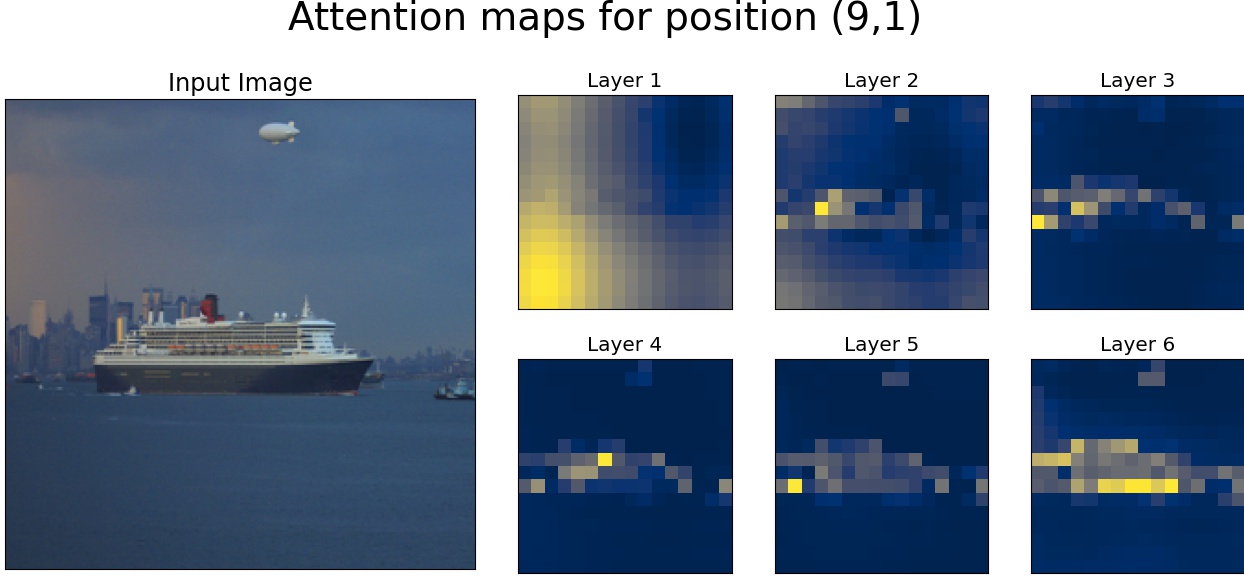 Attention maps for position (9,1)
Input Image
Layer 1
Layer 2
Layer 3
Layer 4
Layer 5
Layer 6